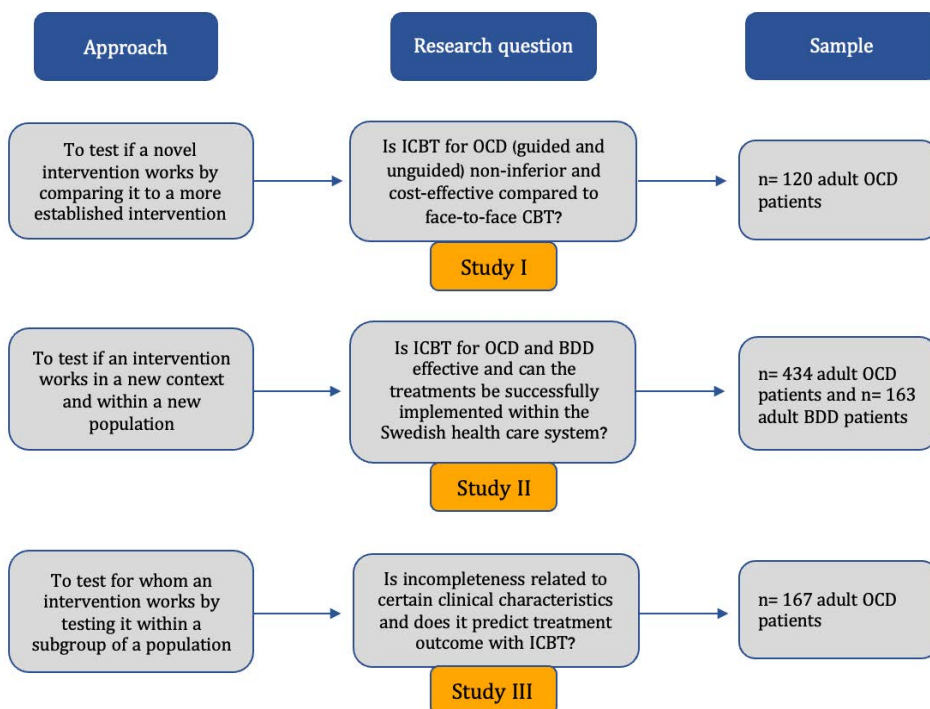 Approach
Research question
Sample
To test if a novel
intervention works by
comparing it to a more
established intervention
Is ICBT for OCD (guided and
unguided) non-inferior and
cost-effective compared to
face-to-face CBT?
n= 120 adult OCD
patients
Study I
To test if an intervention
works in a new context
and within a new
population
Is ICBT for OCD and BDD
effective and can the
treatments be successfully
implemented within the
Swedish health care system?
n= 434 adult OCD
patients and n= 163
adult BDD patients
Study II
To test for whom an
intervention works by
testing it within a
subgroup of a population
Is incompleteness related to
certain clinical characteristics
and does it predict treatment
outcome with ICBT?
n= 167 adult OCD
patients
Study III